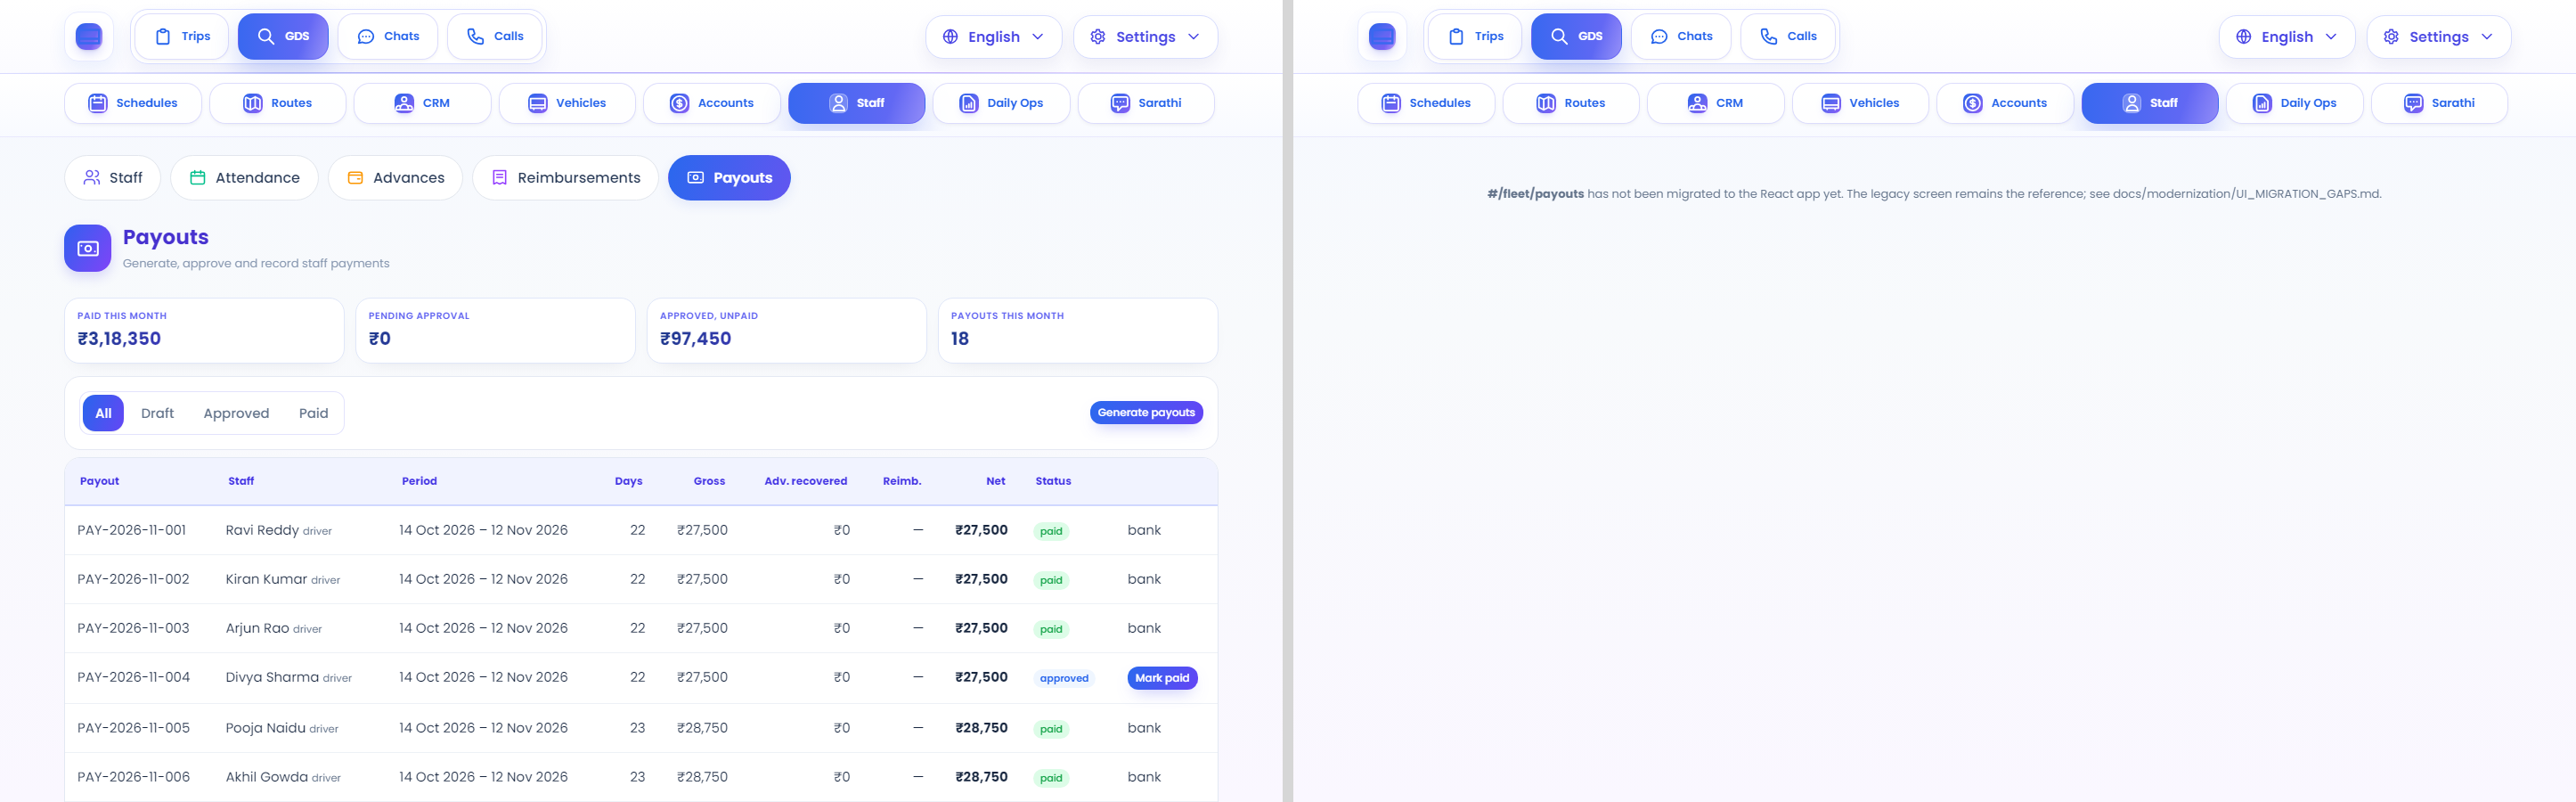 Trips GDS Chats Calls English Settings
Schedules Routes CRM Vehicles Accounts Staff Daily Ops Sarathi
Staff Attendance Advances Reimbursements Payouts
Payouts
Generate, approve and record staff payments
PAID THIS MONTH PENDING APPROVAL APPROVED, UNPAID PAYOUTS THIS MONTH
₹3,18,350 ₹0 ₹97,450 18
All Draft Approved Paid Generate payouts
Payout Staff Period Days Gross Adv. recovered Reimb. Net Status
PAY-2026-11-001 Ravi Reddy driver 14 Oct 2026 – 12 Nov 2026 22 ₹27,500 ₹0 — ₹27,500 paid bank
PAY-2026-11-002 Kiran Kumar driver 14 Oct 2026 – 12 Nov 2026 22 ₹27,500 ₹0 — ₹27,500 paid bank
PAY-2026-11-003 Arjun Rao driver 14 Oct 2026 – 12 Nov 2026 22 ₹27,500 ₹0 — ₹27,500 paid bank
PAY-2026-11-004 Divya Sharma driver 14 Oct 2026 – 12 Nov 2026 22 ₹27,500 ₹0 — ₹27,500 approved Mark paid
PAY-2026-11-005 Pooja Naidu driver 14 Oct 2026 – 12 Nov 2026 23 ₹28,750 ₹0 — ₹28,750 paid bank
PAY-2026-11-006 Akhil Gowda driver 14 Oct 2026 – 12 Nov 2026 23 ₹28,750 ₹0 — ₹28,750 paid bank
Trips GDS Chats Calls English Settings
Schedules Routes CRM Vehicles Accounts Staff Daily Ops Sarathi
#/fleet/payouts has not been migrated to the React app yet. The legacy screen remains the reference; see docs/modernization/UI_MIGRATION_GAPS.md.